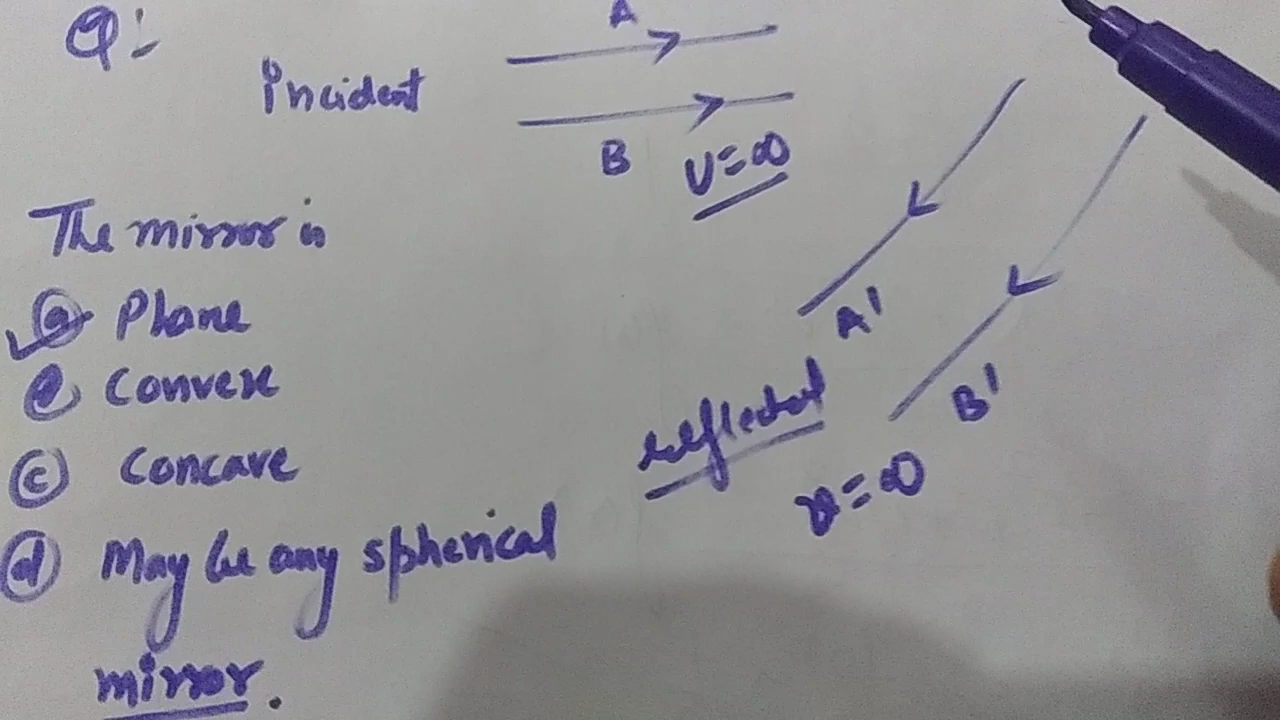 Q:-
A
incident
B
U=∞
The mirror is
ⓐ Plane
Convex
A'
B'
reflected
ⓒ Concave
v=∞
ⓓ May be any spherical
mirror.